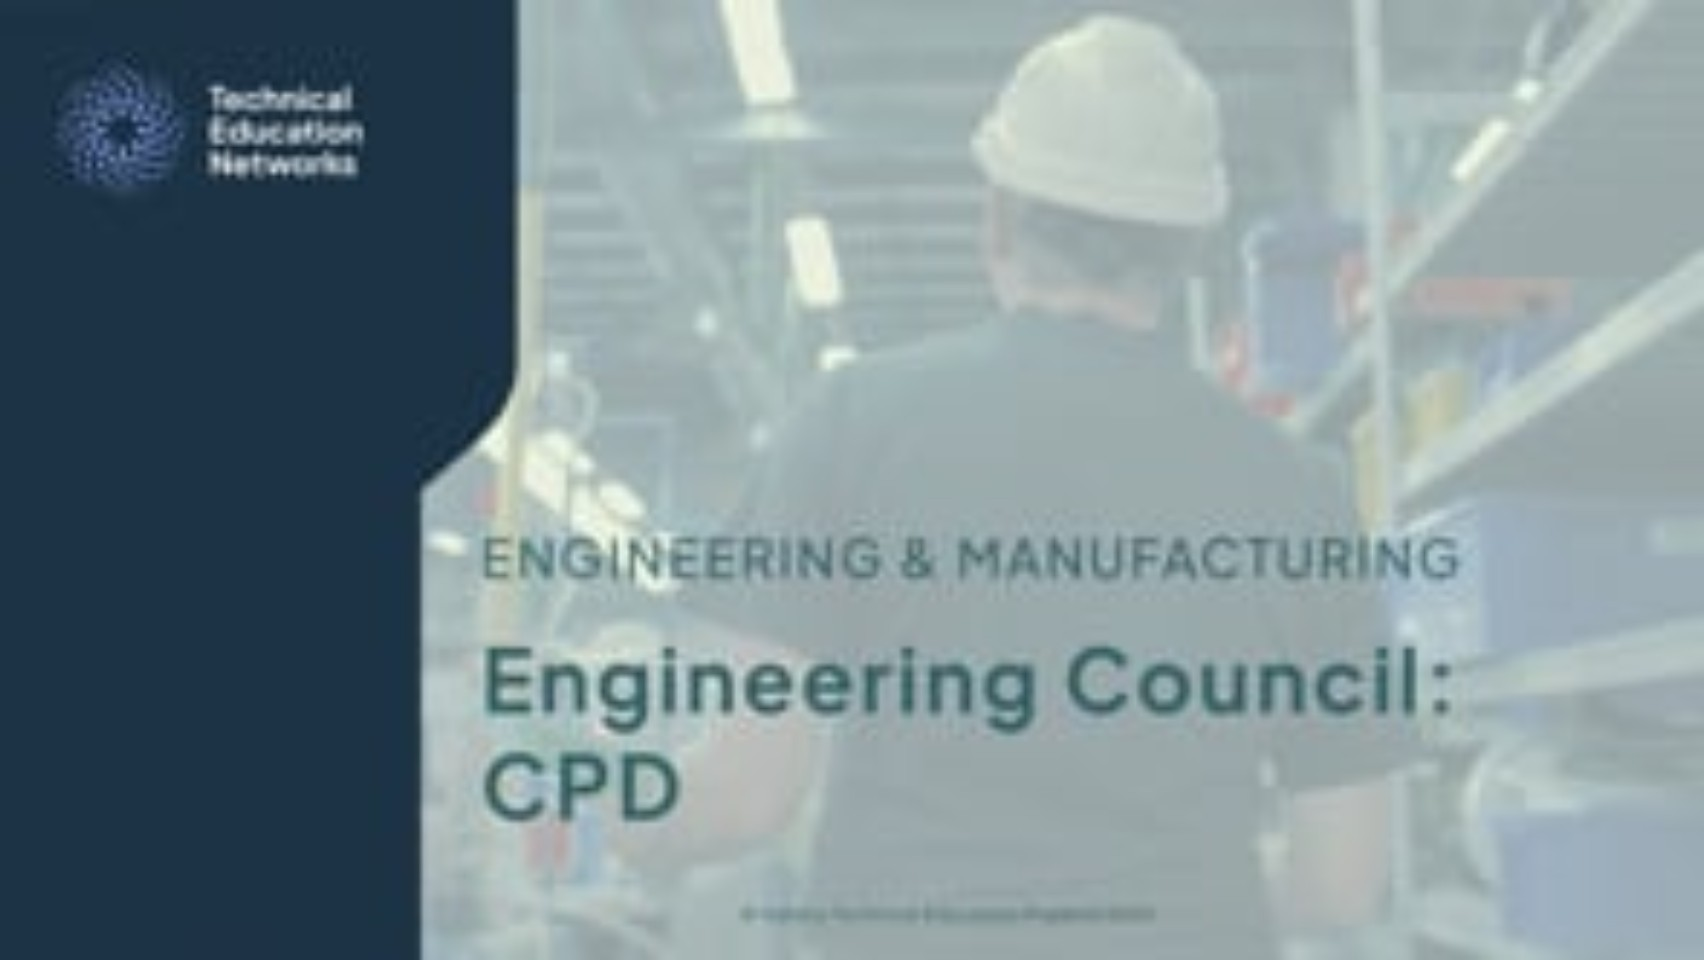 Technical
Education
Networks
ENGINEERING & MANUFACTURING
Engineering Council:
CPD